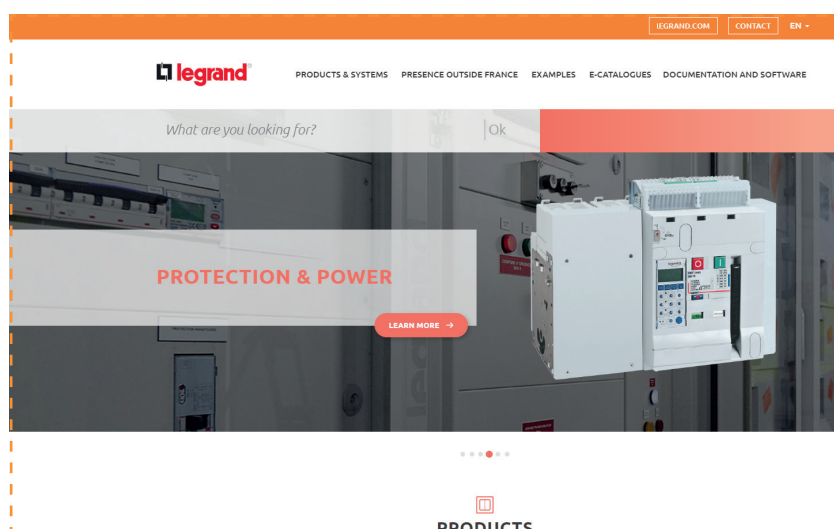 lEGRAND.COM
CONTACT
EN
legrand®
PRODUCTS & SYSTEMS
PRESENCE OUTSIDE FRANCE
EXAMPLES
E-CATALOGUES
DOCUMENTATION AND SOFTWARE
What are you looking for?
Ok
PROTECTION & POWER
LEARN MORE →
PRODUCTS